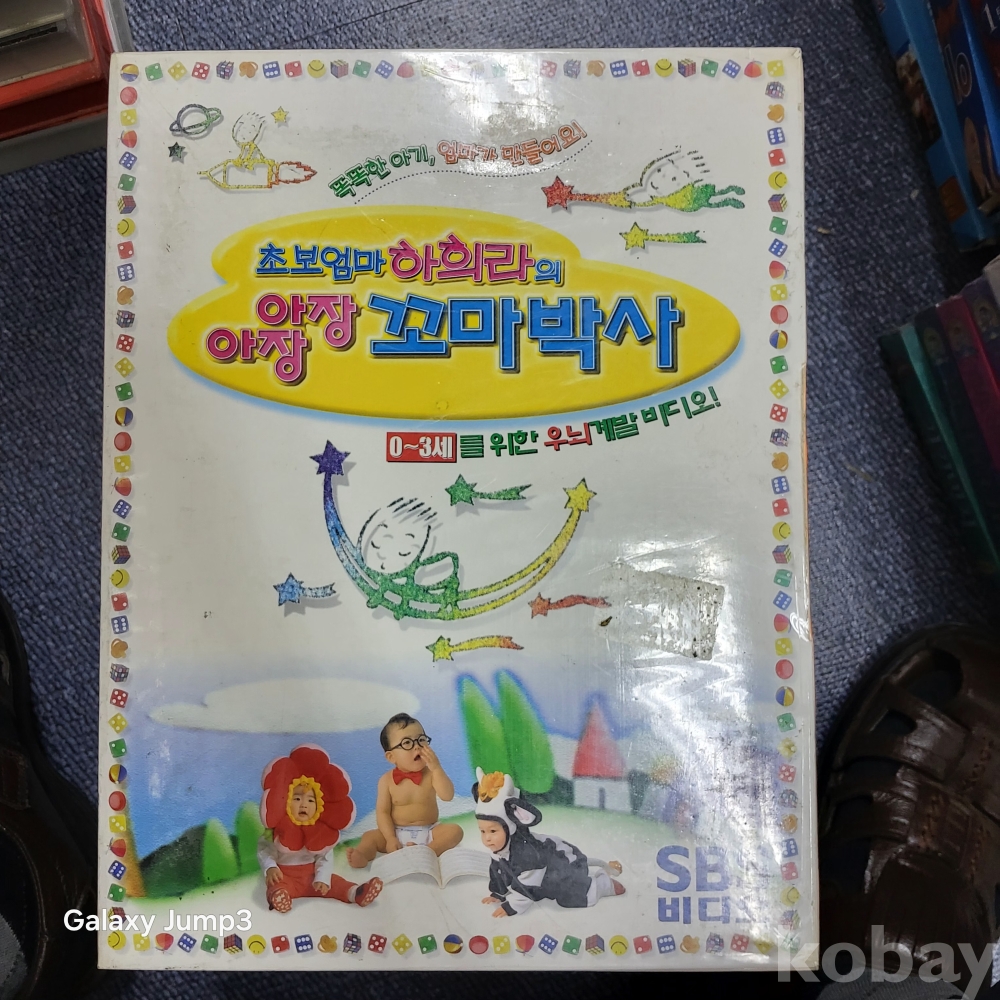 똑똑한 아기, 엄마가 만들어요!
초보엄마 하희라의
아장
아장 꼬마박사
0~3세를 위한 우뇌계발 비디오!
SBS
비디오
Galaxy Jump3
kobay